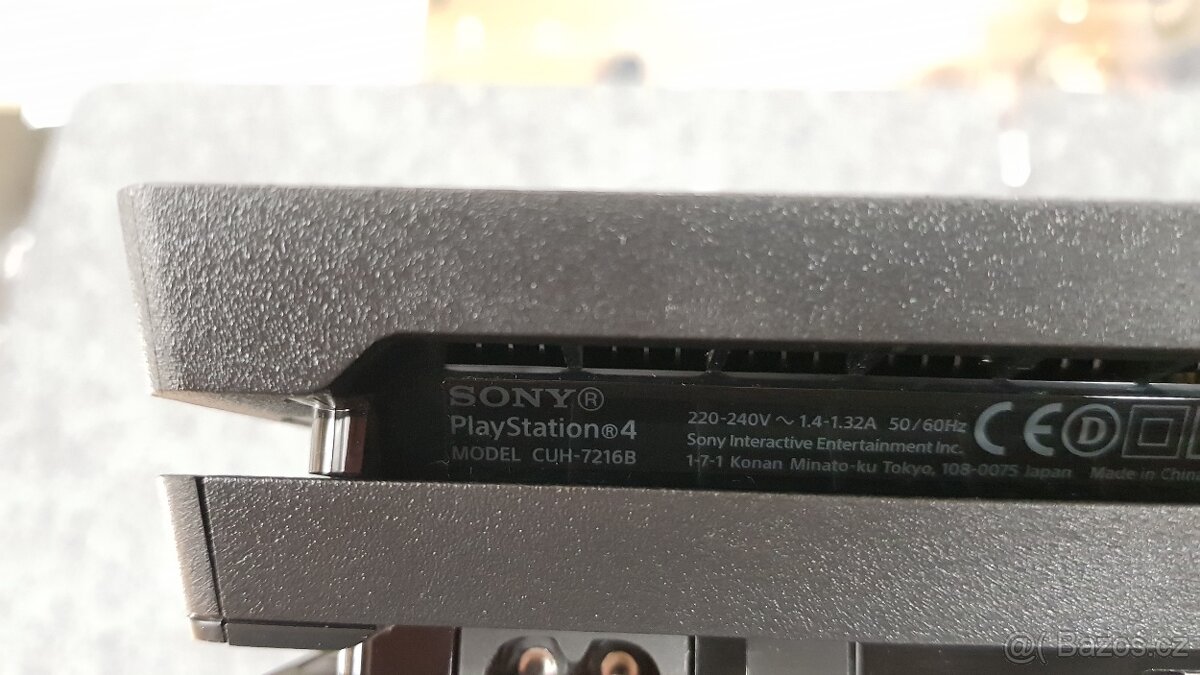 SONY®
PlayStation®4
MODEL CUH-7216B
220-240V ~ 1.4-1.32A 50/60Hz
Sony Interactive Entertainment Inc.
1-7-1 Konan Minato-ku Tokyo, 108-0075 Japan Made in China
CE D
@( Bazos.cz